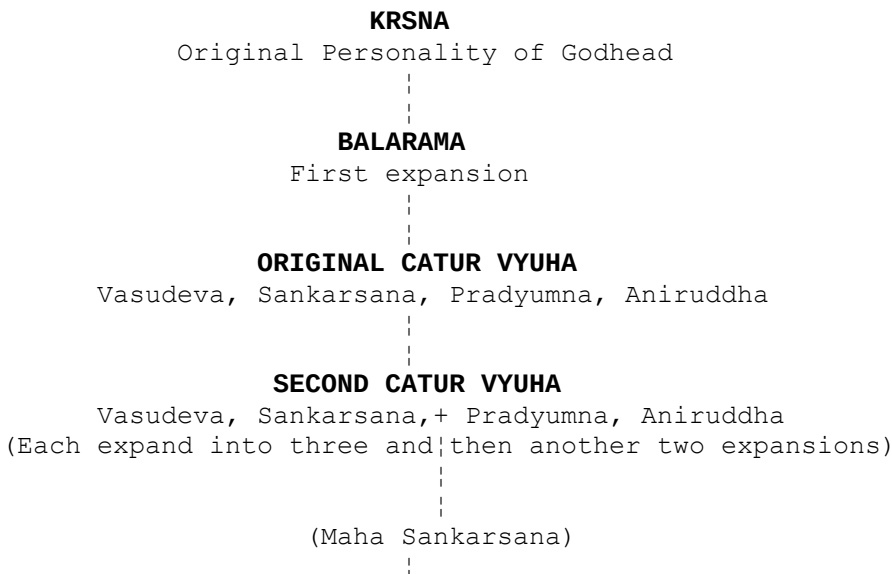 KRSNA
Original Personality of Godhead
BALARAMA
First expansion
ORIGINAL CATUR VYUHA
Vasudeva, Sankarsana, Pradyumna, Aniruddha
SECOND CATUR VYUHA
Vasudeva, Sankarsana,+ Pradyumna, Aniruddha
(Each expand into three and¦then another two expansions)
(Maha Sankarsana)